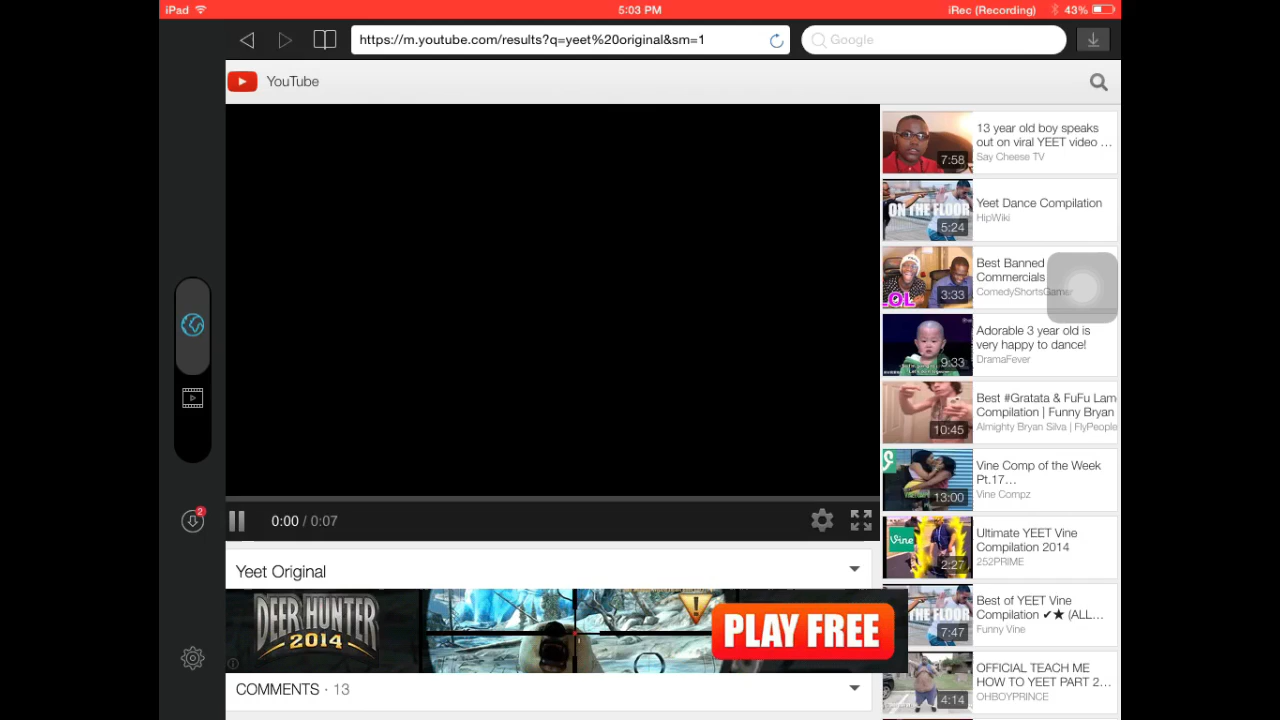 iPad 5:03 PM iRec (Recording) 43%
https://m.youtube.com/results?q=yeet%20original&sm=1
Google
YouTube
13 year old boy speaks
out on viral YEET video ...
Say Cheese TV
7:58
Yeet Dance Compilation
HipWiki
ON THE FLOOR
5:24
Best Banned
Commercials
ComedyShortsGamer
LOL
3:33
Adorable 3 year old is
very happy to dance!
DramaFever
9:33
Best #Gratata & FuFu Lam
Compilation | Funny Bryan
Almighty Bryan Silva | FlyPeople
10:45
Vine Comp of the Week
Pt.17...
Vine Compz
13:00
Ultimate YEET Vine
Compilation 2014
252PRIME
Vine
2:27
Best of YEET Vine
Compilation ✔★ (ALL...
Funny Vine
THE FLOOR
7:47
OFFICIAL TEACH ME
HOW TO YEET PART 2...
OHBOYPRINCE
4:14
2
0:00 / 0:07
Yeet Original
DEER HUNTER
2014
PLAY FREE
COMMENTS · 13